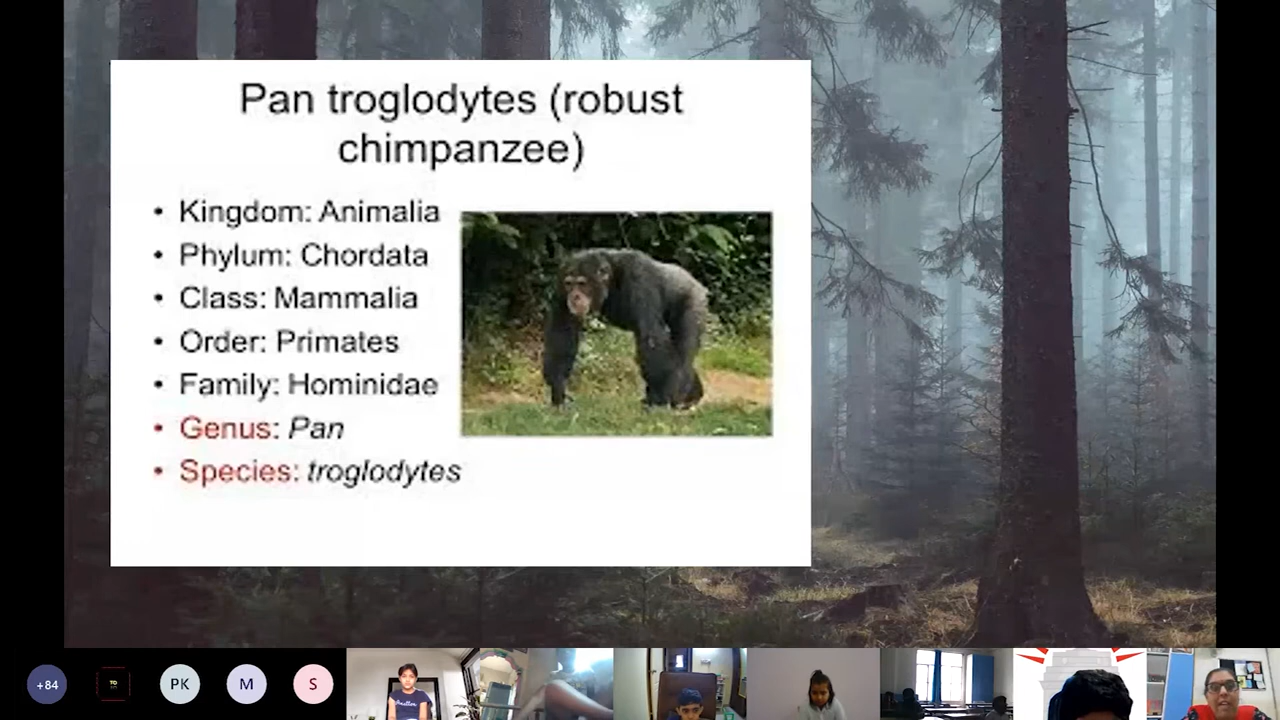 Pan troglodytes (robust
chimpanzee)
• Kingdom: Animalia
• Phylum: Chordata
• Class: Mammalia
• Order: Primates
• Family: Hominidae
• Genus: Pan
• Species: troglodytes
+84
TO
PK
M
S